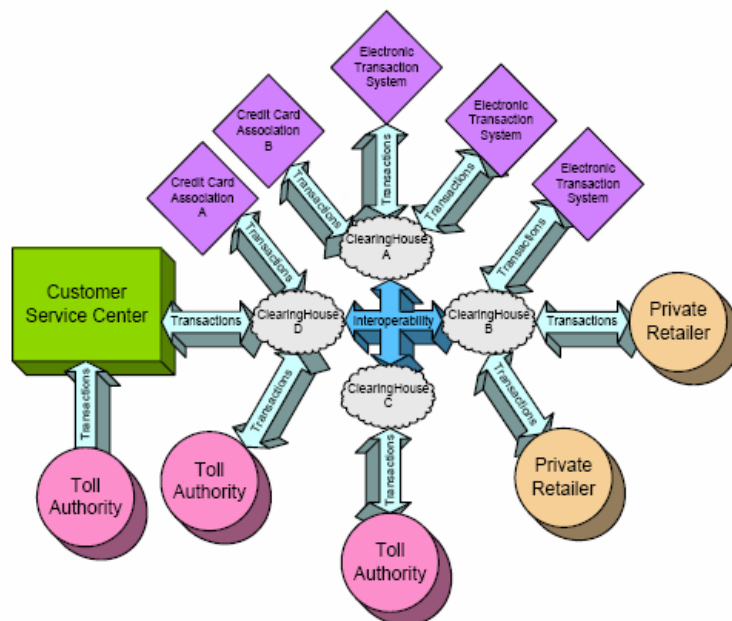 Electronic
Transaction
System
Credit Card
Association
B
Electronic
Transaction
System
Credit Card
Association
A
Electronic
Transaction
System
Transactions
Transactions
Transactions
Transactions
Transactions
ClearingHouse
A
Customer
Service Center
Transactions
ClearingHouse
D
Interoperability
ClearingHouse
B
Transactions
Private
Retailer
ClearingHouse
C
Transactions
Transactions
Transactions
Transactions
Toll
Authority
Toll
Authority
Private
Retailer
Toll
Authority